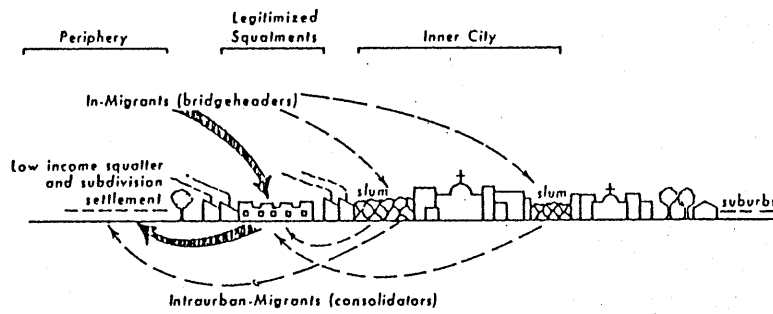 Periphery
Legitimized
Squatments
Inner City
In-Migrants (bridgeheaders)
Low income squatter
and subdivision
settlement
slum
slum
suburbs
Intraurban-Migrants (consolidators)